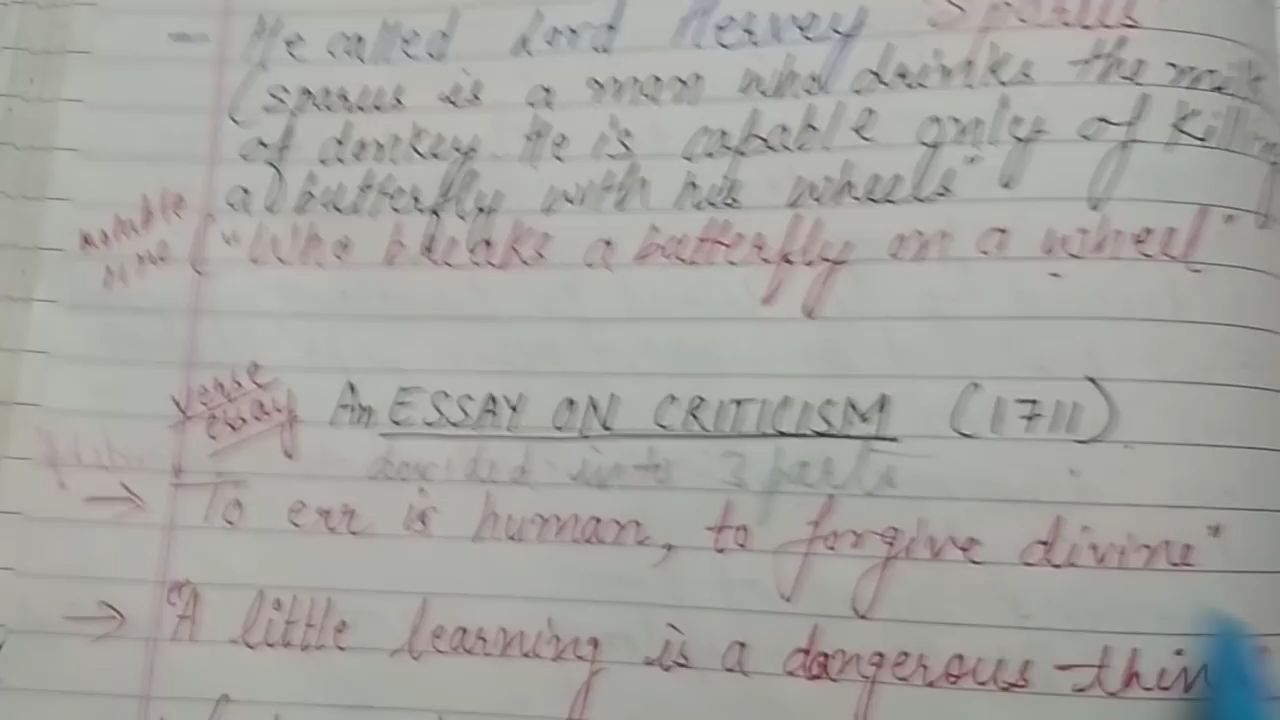 - He called Lord Hervey Sporus
(sporus is a man who drinks the milk
of donkey. He is capable only of killing
a butterfly with his wheels"
notable line ( "Who breaks a butterfly on a wheel"
verse essay An ESSAY ON CRITICISM (1711)
decided into 3 parts
→ To err is human, to forgive divine"
→ "A little learning is a dangerous thin